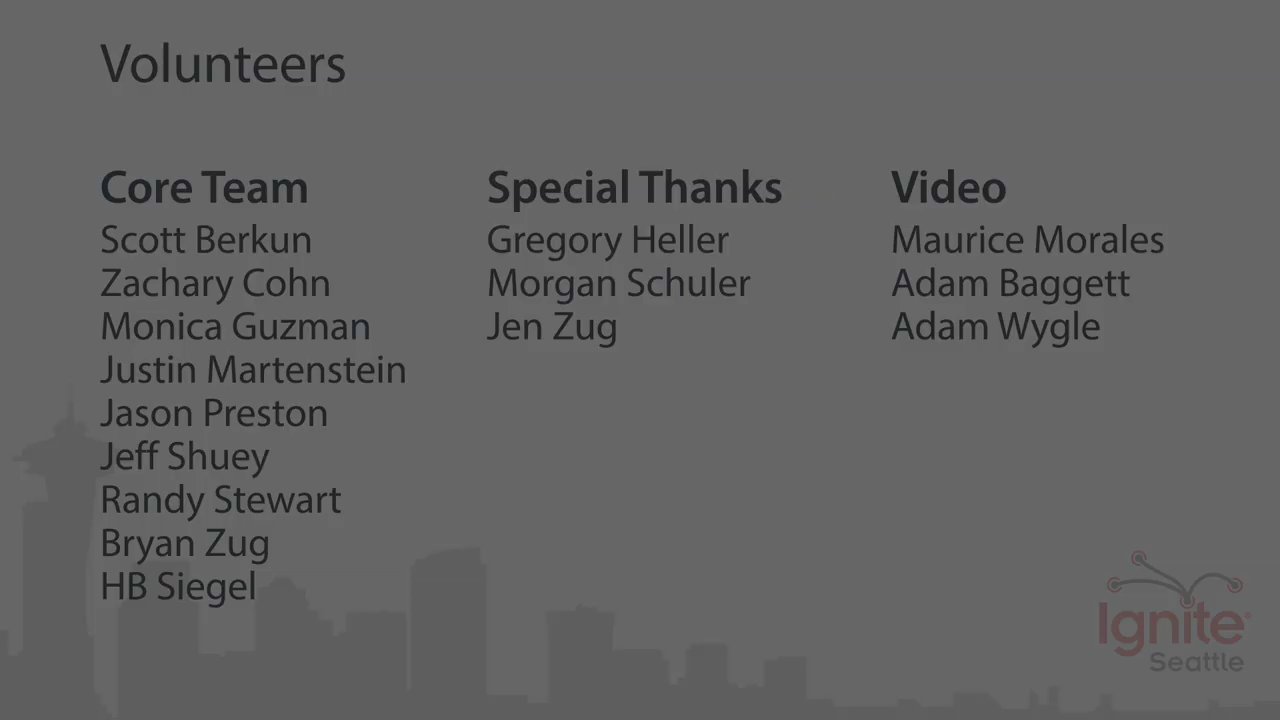 Volunteers
Core Team
Scott Berkun
Zachary Cohn
Monica Guzman
Justin Martenstein
Jason Preston
Jeff Shuey
Randy Stewart
Bryan Zug
HB Siegel
Special Thanks
Gregory Heller
Morgan Schuler
Jen Zug
Video
Maurice Morales
Adam Baggett
Adam Wygle
Ignite
Seattle